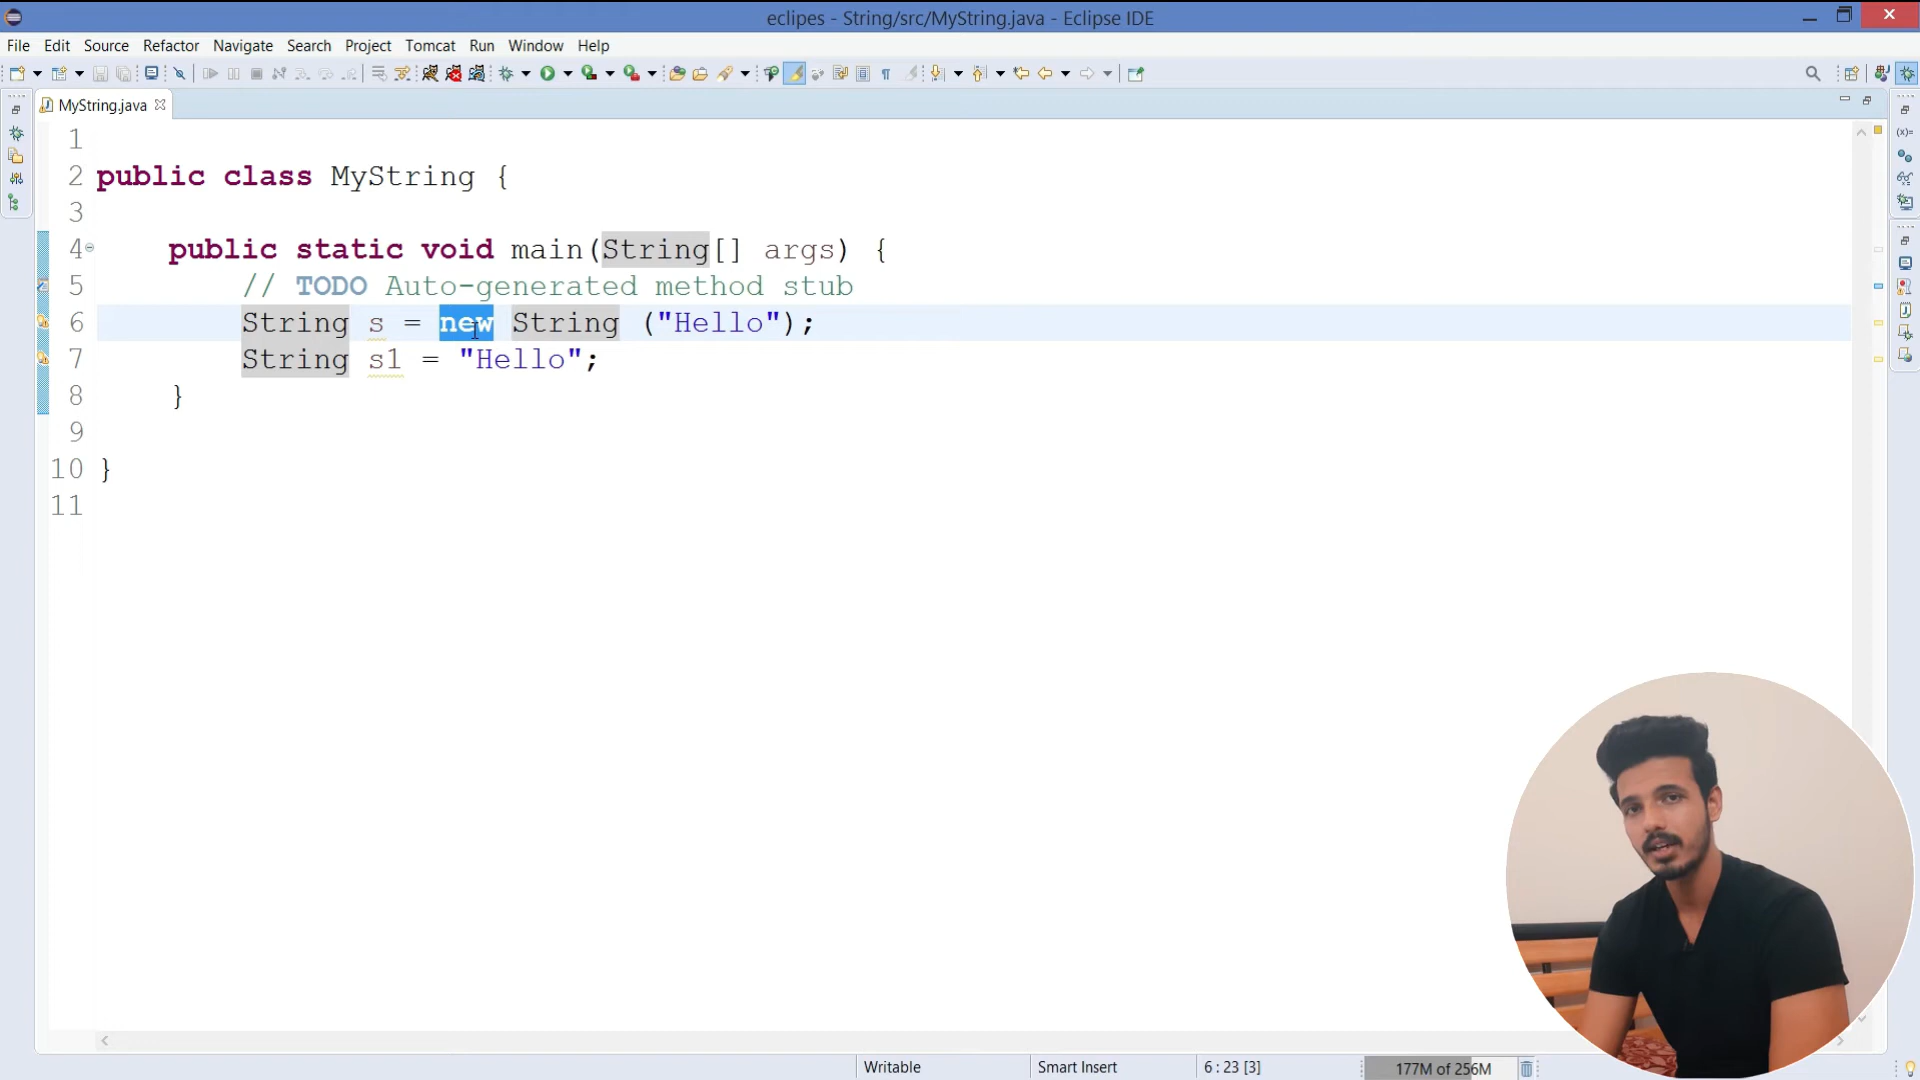 eclipes - String/src/MyString.java - Eclipse IDE
File Edit Source Refactor Navigate Search Project Tomcat Run Window Help
MyString.java
1
2 public class MyString {
3
4 public static void main(String[] args) {
5 // TODO Auto-generated method stub
6 String s = new String ("Hello");
7 String s1 = "Hello";
8 }
9
10 }
11
Writable Smart Insert 6 : 23 [3] 177M of 256M